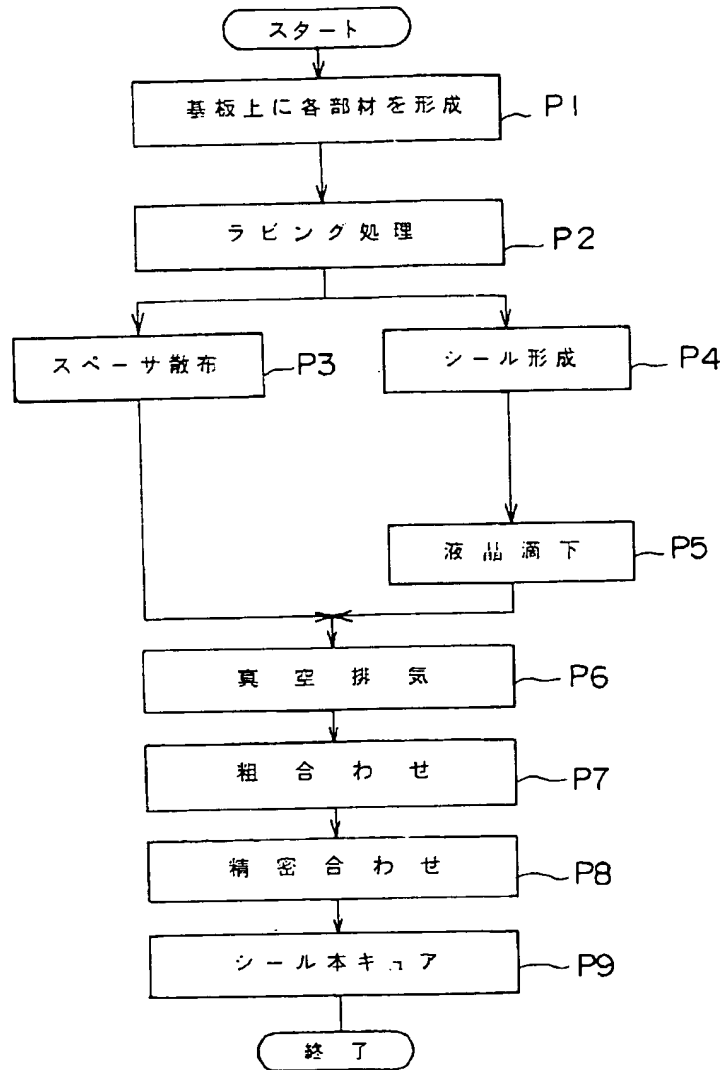 スタート
基板上に各部材を形成 P1
ラビング処理 P2
スペーサ散布 P3
シール形成 P4
液晶滴下 P5
真空排気 P6
粗合わせ P7
精密合わせ P8
シール本キュア P9
終了